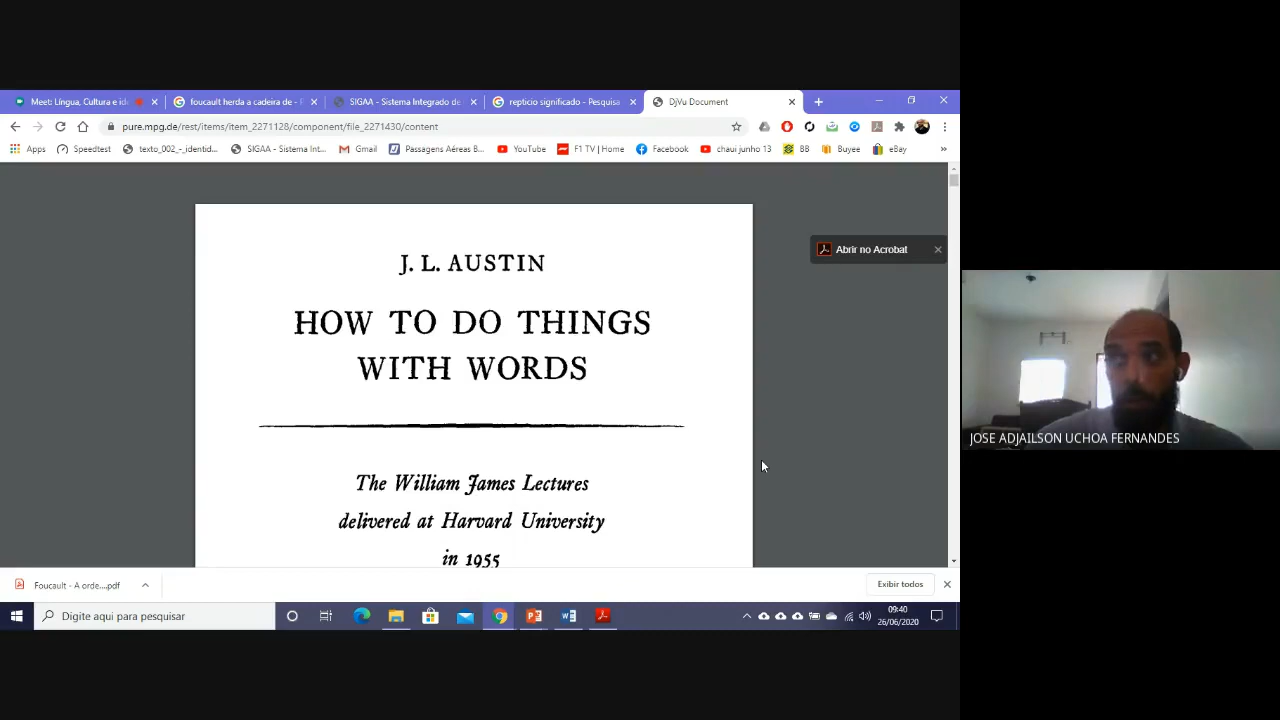 Meet: Língua, Cultura e ide
foucault herda a cadeira de - P
SIGAA - Sistema Integrado de
repticio significado - Pesquisa
DjVu Document
pure.mpg.de/rest/items/item_2271128/component/file_2271430/content
Apps
Speedtest
texto_002_-_identid...
SIGAA - Sistema Int...
Gmail
Passagens Aéreas B...
YouTube
F1 TV | Home
Facebook
chaui junho 13
BB
Buyee
eBay
»
J. L. AUSTIN
HOW TO DO THINGS
WITH WORDS
The William James Lectures
delivered at Harvard University
in 1955
Abrir no Acrobat
JOSE ADJAILSON UCHOA FERNANDES
Foucault - A orde....pdf
Exibir todos
Digite aqui para pesquisar
09:40
26/06/2020